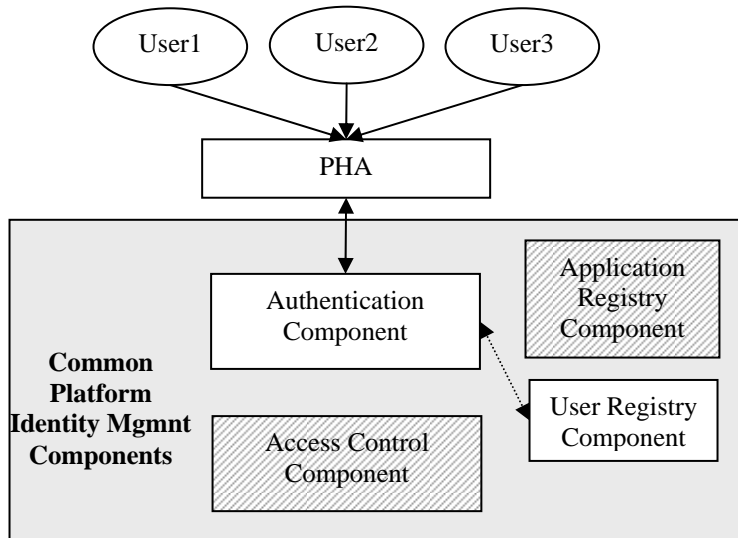 User1
User2
User3
PHA
Authentication
Component
Application
Registry
Component
Common
Platform
Identity Mgmnt
Components
User Registry
Component
Access Control
Component